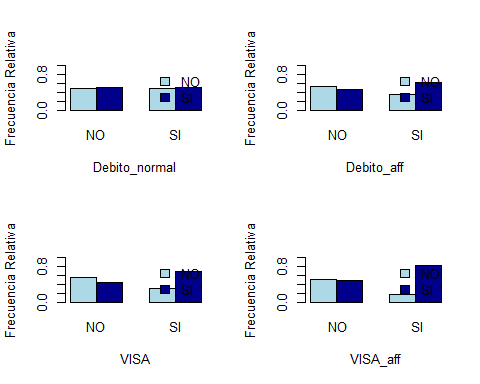 Frecuencia Relativa
0.8
0.0
NO
SI
NO
SI
Debito_normal
Frecuencia Relativa
0.8
0.0
NO
SI
NO
SI
Debito_aff
Frecuencia Relativa
0.8
0.0
NO
SI
NO
SI
VISA
Frecuencia Relativa
0.8
0.0
NO
SI
NO
SI
VISA_aff